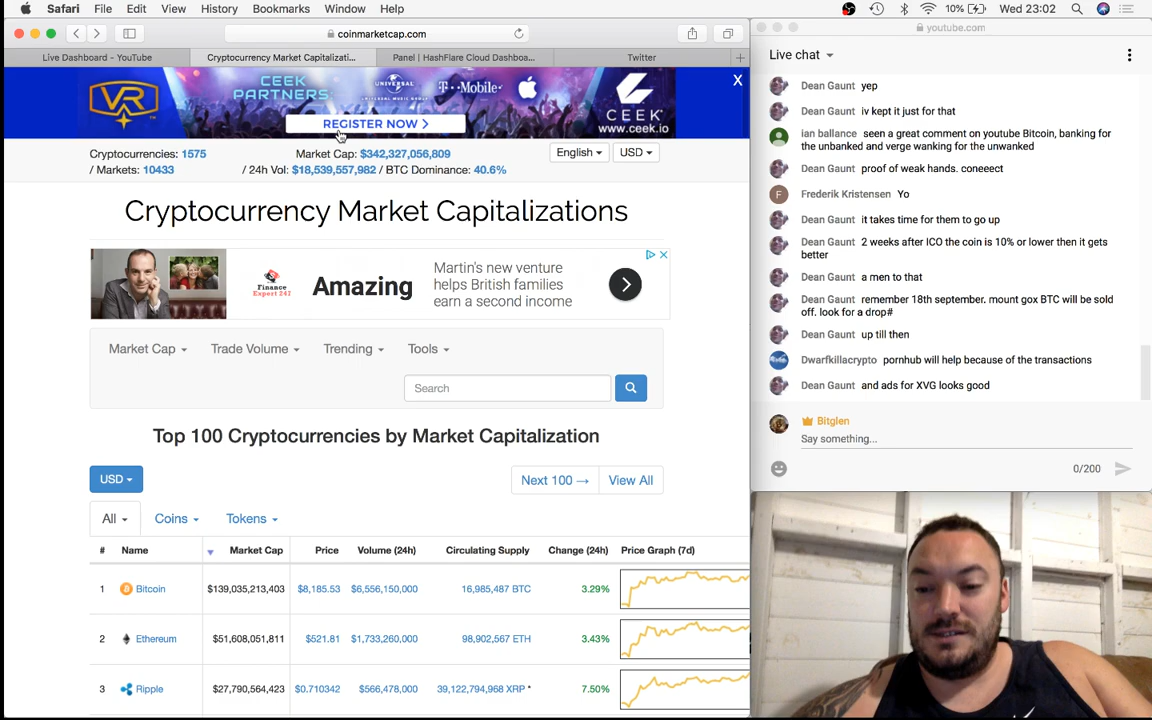 Safari File Edit View History Bookmarks Window Help
10% Wed 23:02
coinmarketcap.com
Live Dashboard - YouTube
Cryptocurrency Market Capitalizati...
Panel | HashFlare Cloud Dashboa...
Twitter
VR
CEEK
PARTNERS:
UNIVERSAL
UNIVERSAL MUSIC GROUP
T-Mobile
REGISTER NOW >
CEEK
www.ceek.io
X
Cryptocurrencies: 1575
/ Markets: 10433
Market Cap: $342,327,056,809
/ 24h Vol: $18,539,557,982 / BTC Dominance: 40.6%
English
USD
Cryptocurrency Market Capitalizations
Finance
Expert 247
Amazing
Martin's new venture
helps British families
earn a second income
Market Cap
Trade Volume
Trending
Tools
Search
Top 100 Cryptocurrencies by Market Capitalization
USD
Next 100 →
View All
All
Coins
Tokens
# Name Market Cap Price Volume (24h) Circulating Supply Change (24h) Price Graph (7d)
1 Bitcoin $139,035,213,403 $8,185.53 $6,556,150,000 16,985,487 BTC 3.29%
2 Ethereum $51,608,051,811 $521.81 $1,733,260,000 98,902,567 ETH 3.43%
3 Ripple $27,790,564,423 $0.710342 $566,478,000 39,122,794,968 XRP * 7.50%
youtube.com
Live chat
Dean Gaunt yep
Dean Gaunt iv kept it just for that
ian ballance seen a great comment on youtube Bitcoin, banking for
the unbanked and verge wanking for the unwanked
Dean Gaunt proof of weak hands. coneeect
F Frederik Kristensen Yo
Dean Gaunt it takes time for them to go up
Dean Gaunt 2 weeks after ICO the coin is 10% or lower then it gets
better
Dean Gaunt a men to that
Dean Gaunt remember 18th september. mount gox BTC will be sold
off. look for a drop#
Dean Gaunt up till then
Dwarfkillacrypto pornhub will help because of the transactions
Dean Gaunt and ads for XVG looks good
Bitglen
Say something...
0/200